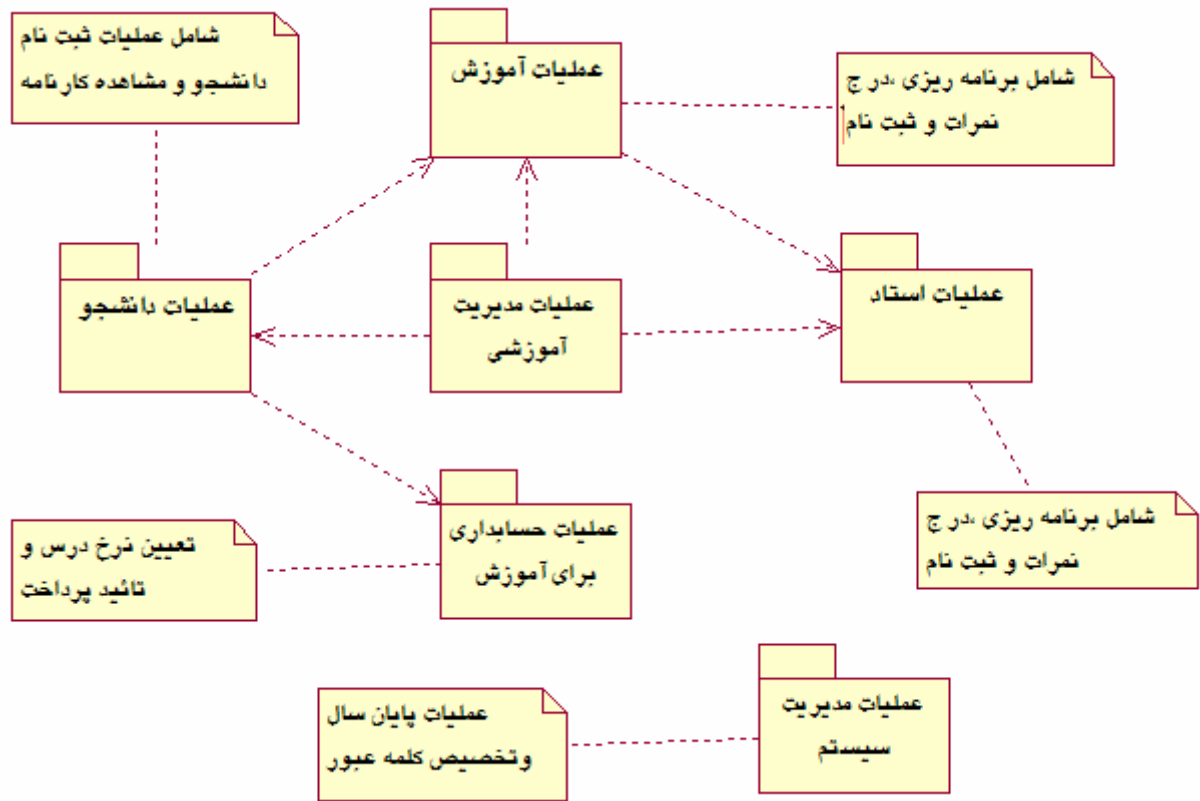 شامل عملیات ثبت نام
دانشجو و مشاهده کارنامه
عملیات آموزش
شامل برنامه ریزی ،درج
نمرات و ثبت نام
عملیات دانشجو
عملیات مدیریت
آموزشی
عملیات استاد
عملیات حسابداری
برای آموزش
تعیین نرخ درس و
تائید پرداخت
شامل برنامه ریزی ،درج
نمرات و ثبت نام
عملیات پایان سال
وتخصیص کلمه عبور
عملیات مدیریت
سیستم